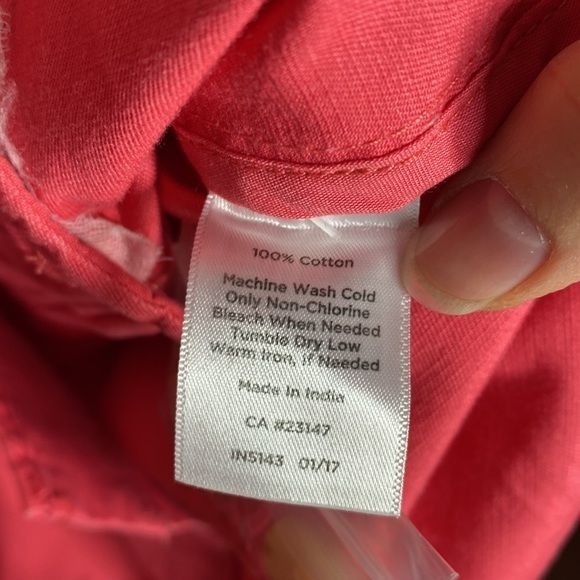 100% Cotton
Machine Wash Cold
Only Non-Chlorine
Bleach When Needed
Tumble Dry Low
Warm Iron, If Needed
Made In India
CA #23147
IN5143 01/17